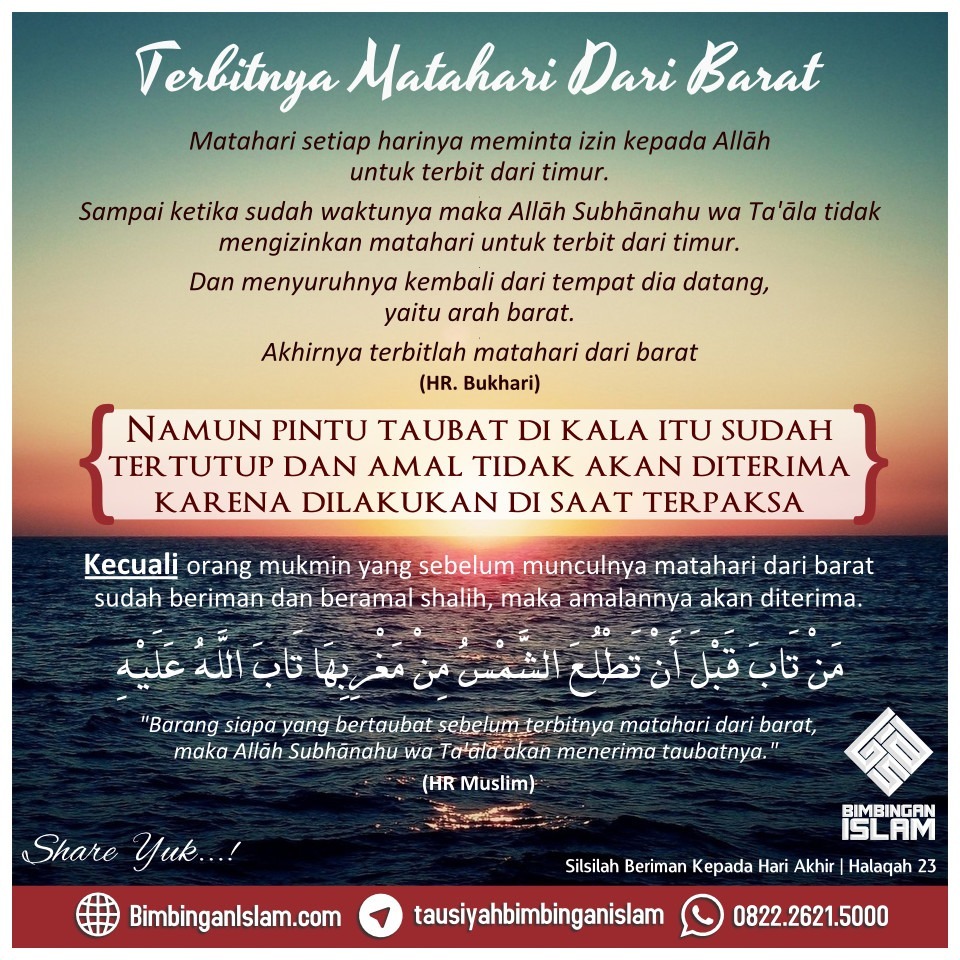 Terbitnya Matahari Dari Barat
Matahari setiap harinya meminta izin kepada Allāh
untuk terbit dari timur.
Sampai ketika sudah waktunya maka Allāh Subhānahu wa Ta'āla tidak
mengizinkan matahari untuk terbit dari timur.
Dan menyuruhnya kembali dari tempat dia datang,
yaitu arah barat.
Akhirnya terbitlah matahari dari barat
(HR. Bukhari)
NAMUN PINTU TAUBAT DI KALA ITU SUDAH
TERTUTUP DAN AMAL TIDAK AKAN DITERIMA
KARENA DILAKUKAN DI SAAT TERPAKSA
Kecuali orang mukmin yang sebelum munculnya matahari dari barat
sudah beriman dan beramal shalih, maka amalannya akan diterima.
مَنْ تَابَ قَبْلَ أَنْ تَطْلُعَ الشَّمْسُ مِنْ مَغْرِبِهَا تَابَ اللَّهُ عَلَيْهِ
"Barang siapa yang bertaubat sebelum terbitnya matahari dari barat,
maka Allāh Subhānahu wa Ta'āla akan menerima taubatnya."
(HR Muslim)
BIMBINGAN
ISLAM
Share Yuk...!
Silsilah Beriman Kepada Hari Akhir | Halaqah 23
BimbinganIslam.com tausiyahbimbinganislam 0822.2621.5000